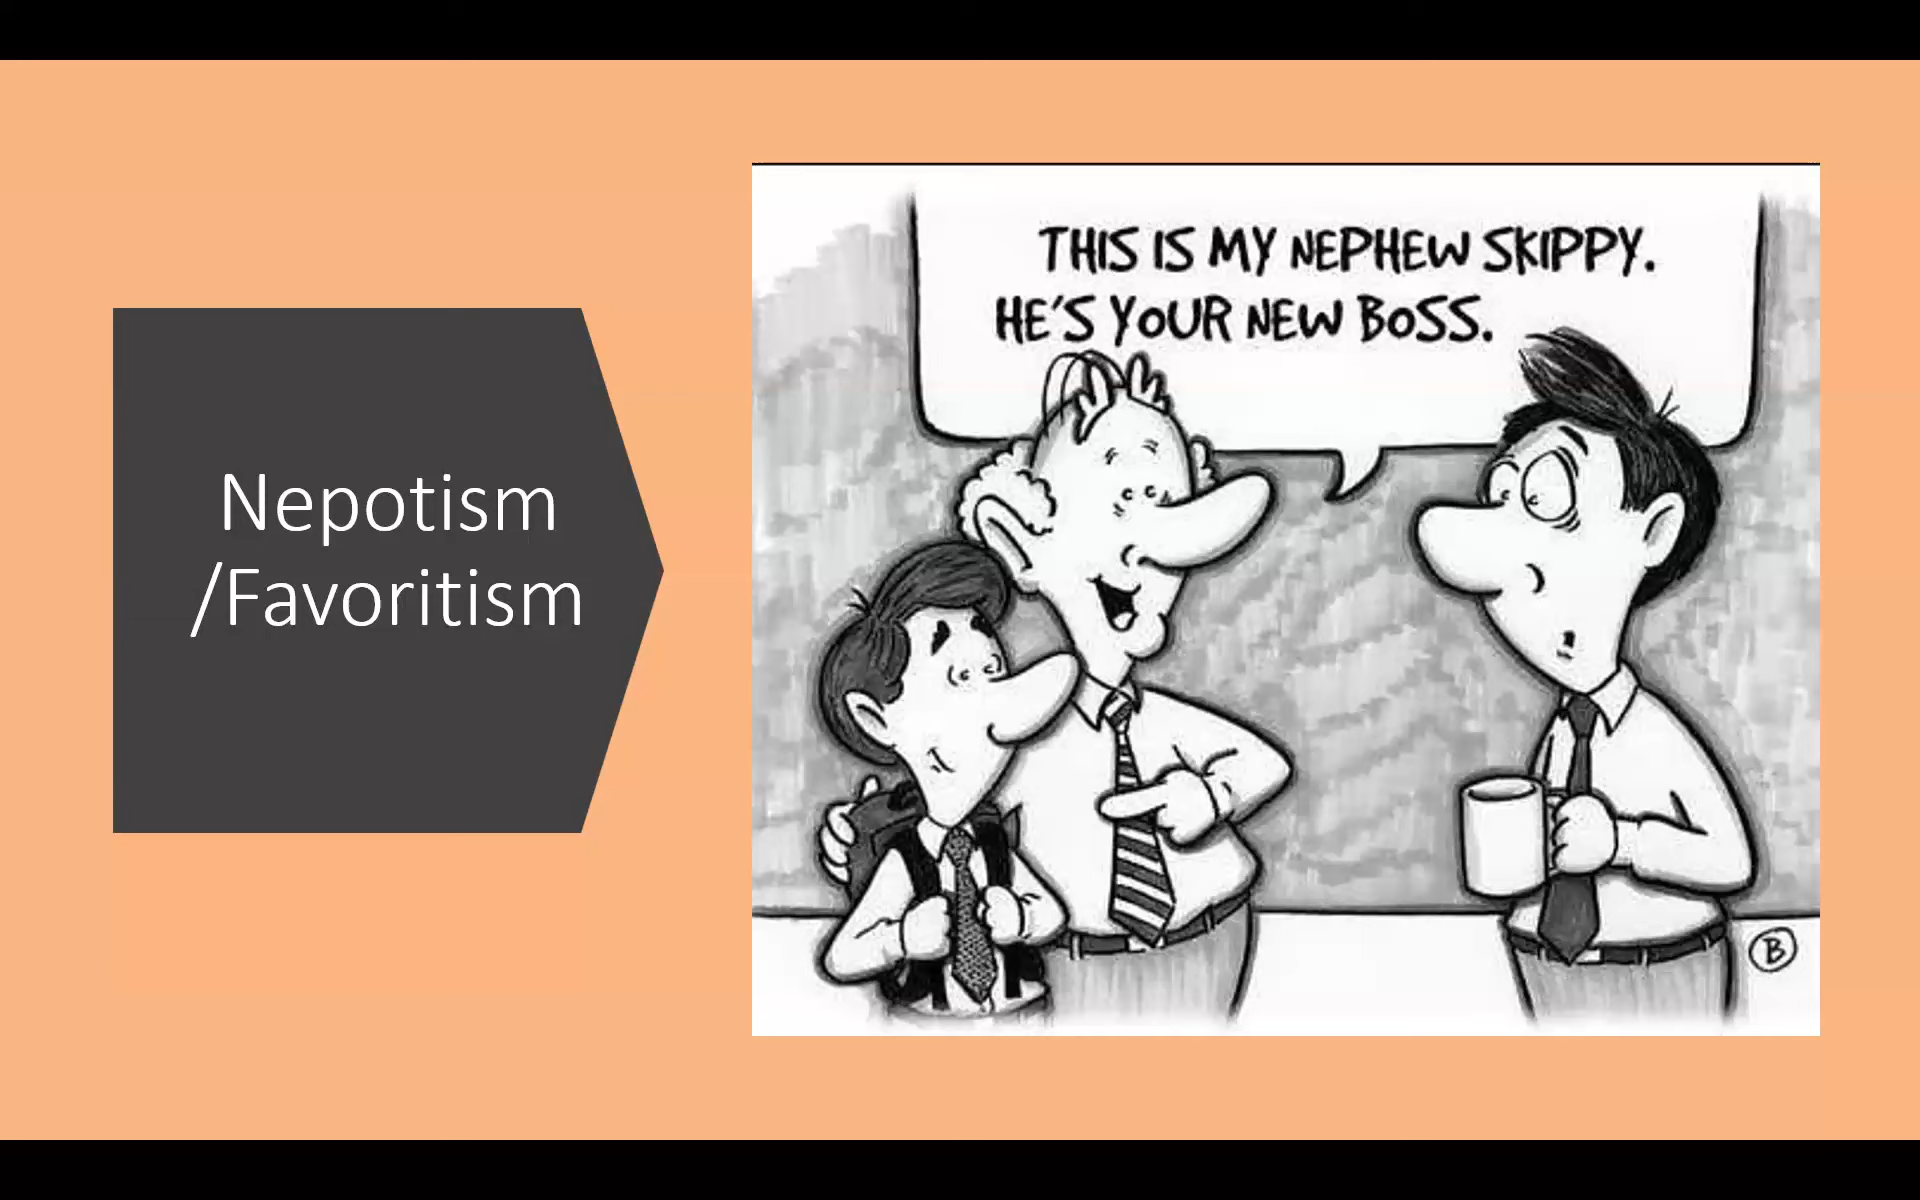 Nepotism
/Favoritism
THIS IS MY NEPHEW SKIPPY.
HE'S YOUR NEW BOSS.
B